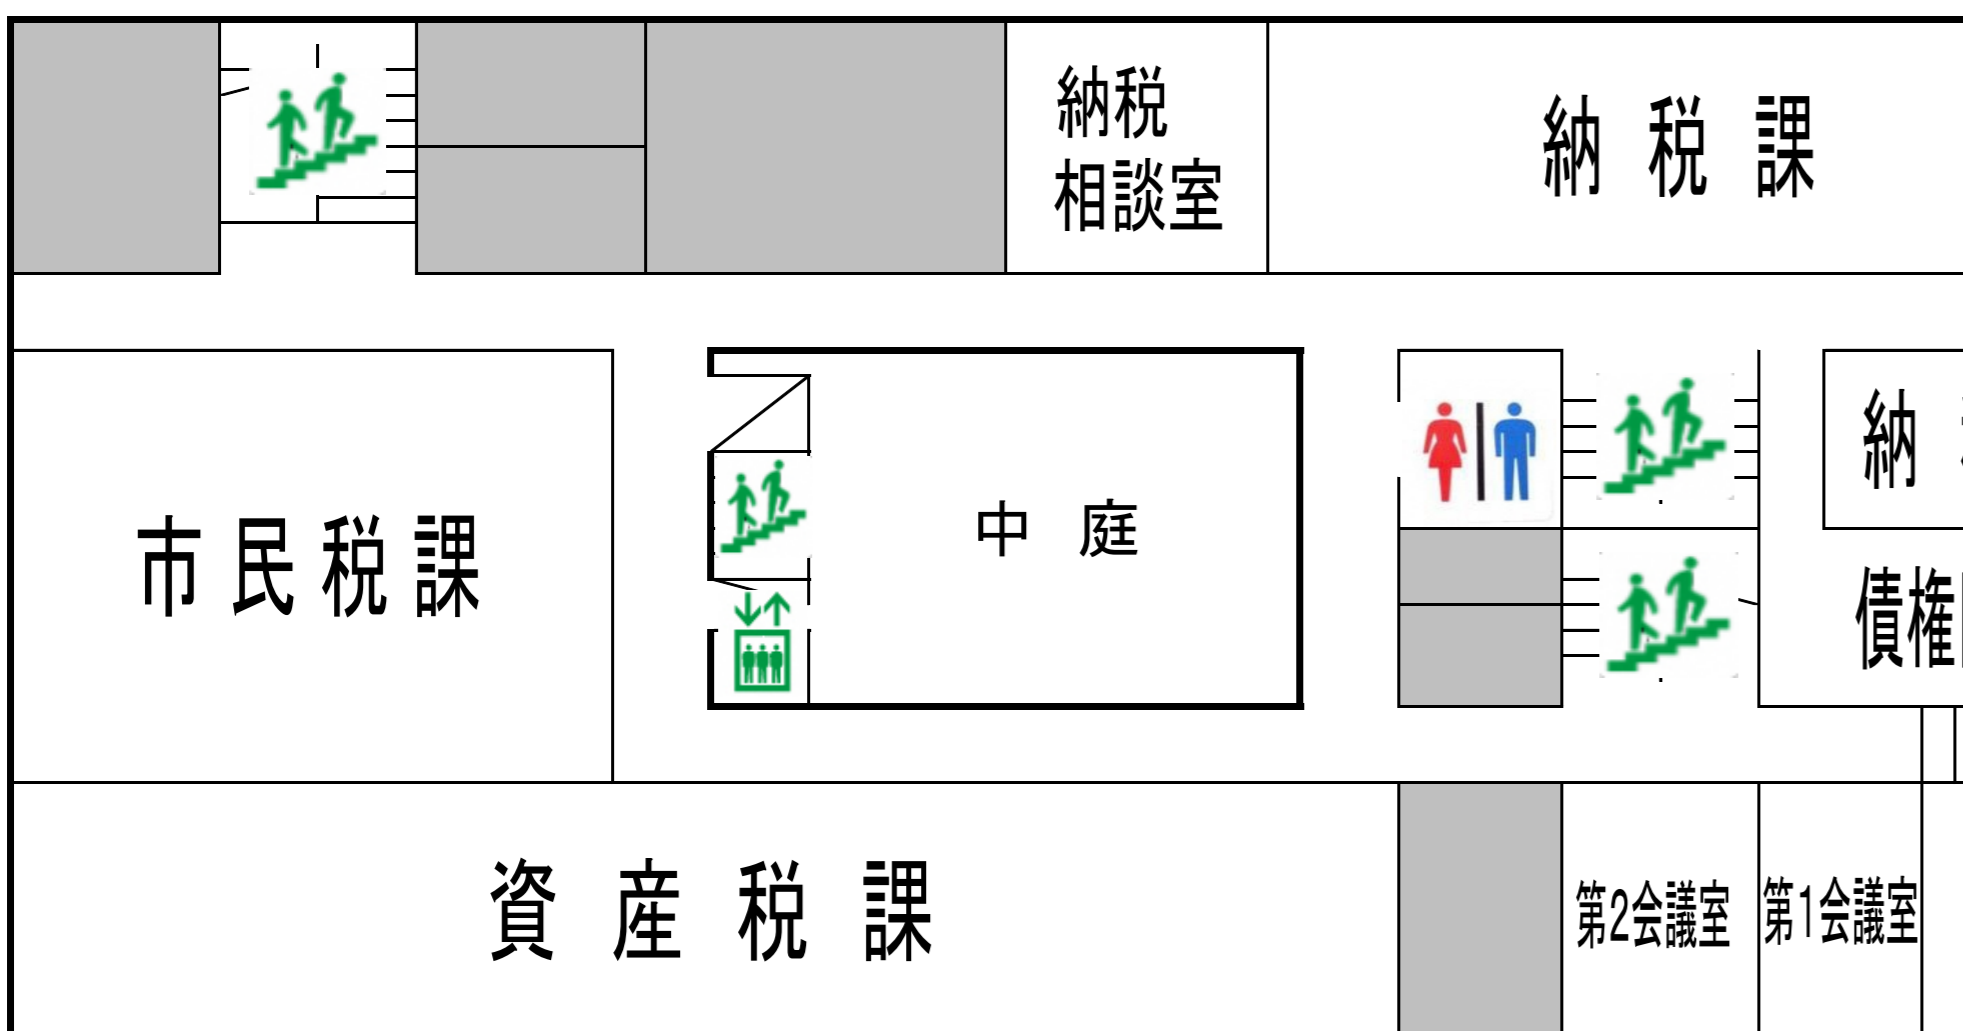 納税
相談室
納税課
納
市民税課
中庭
債権
資産税課
第2会議室
第1会議室